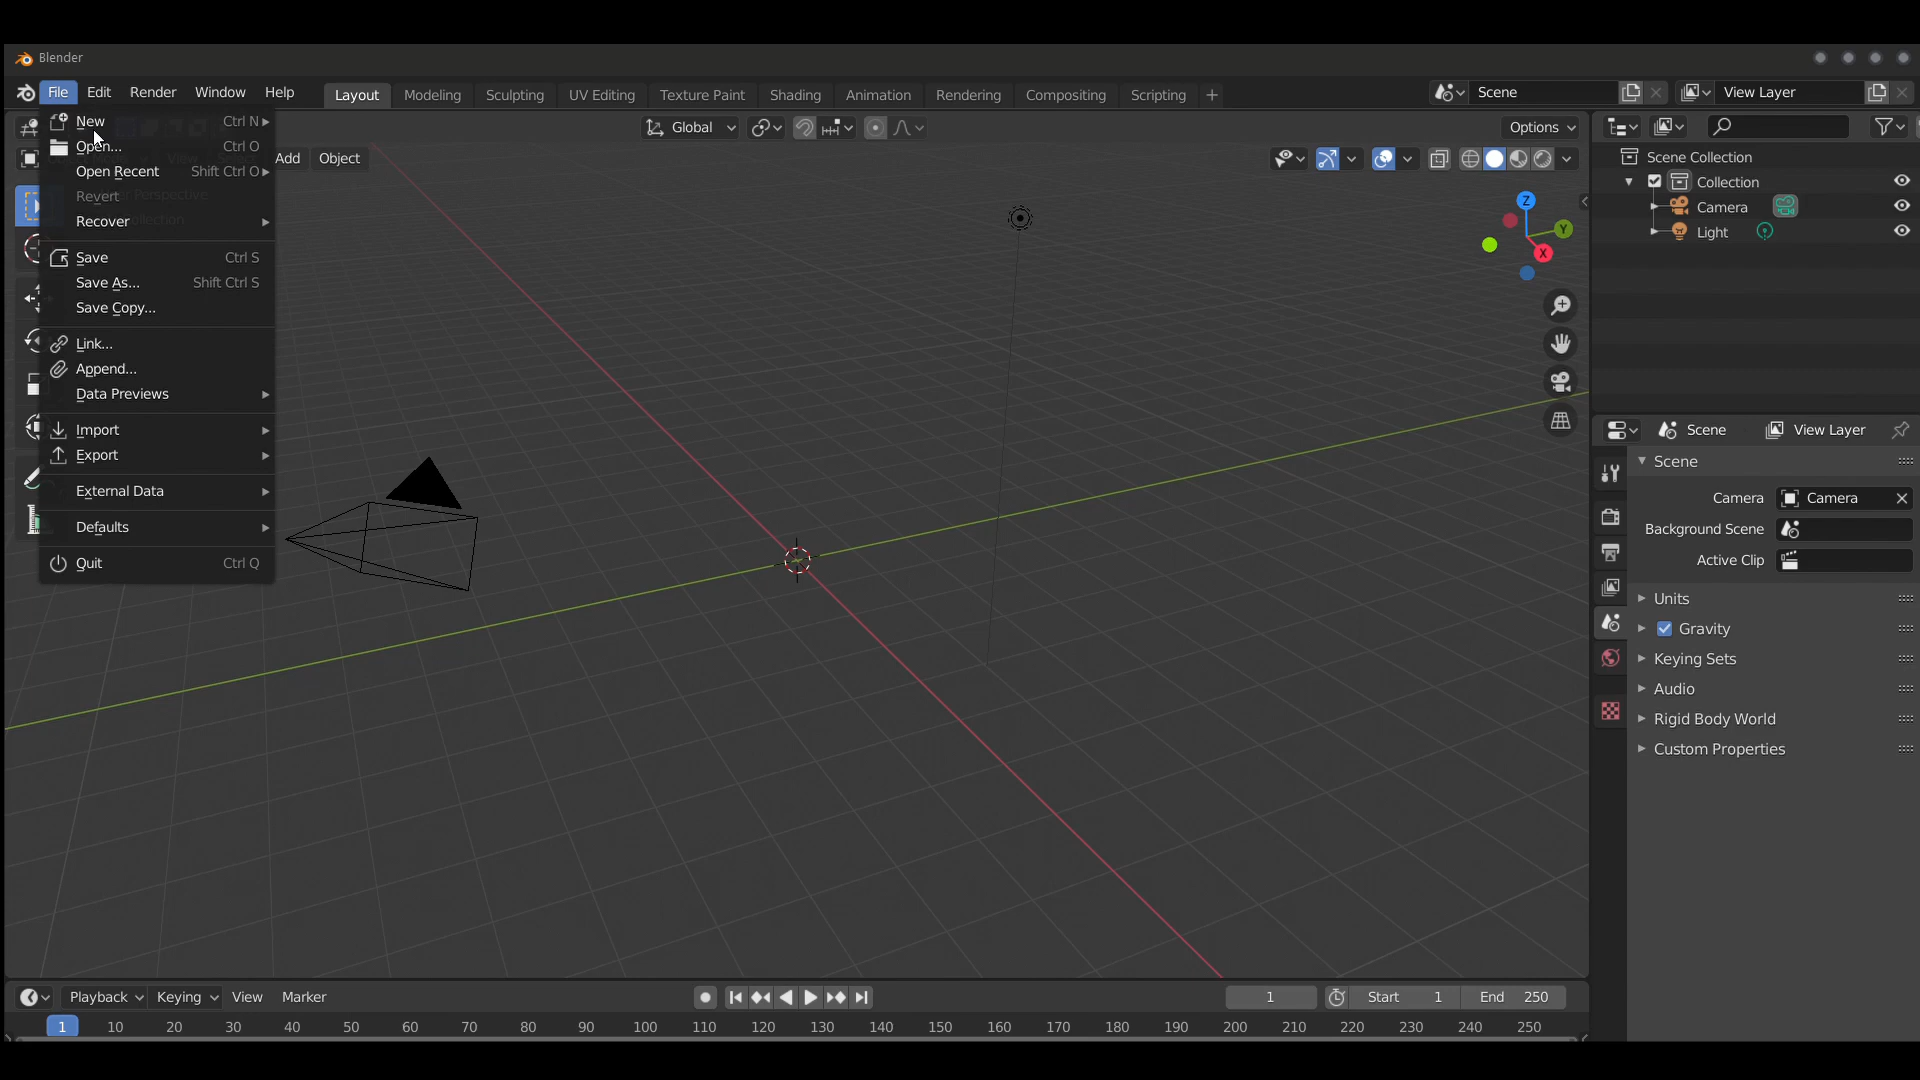 Blender
File Edit Render Window Help Layout Modeling Sculpting UV Editing Texture Paint Shading Animation Rendering Compositing Scripting + Scene View Layer
New Ctrl N
Open... Ctrl O
Open Recent Shift Ctrl O
Revert
Recover
Save Ctrl S
Save As... Shift Ctrl S
Save Copy...
Link...
Append...
Data Previews
Import
Export
External Data
Defaults
Quit Ctrl Q
Global
Options
Add Object
Perspective
Z
Y
X
Scene Collection
Collection
Camera
Light
Scene View Layer
Scene
Camera Camera
Background Scene
Active Clip
Units
Gravity
Keying Sets
Audio
Rigid Body World
Custom Properties
Playback Keying View Marker 1 Start 1 End 250
1 10 20 30 40 50 60 70 80 90 100 110 120 130 140 150 160 170 180 190 200 210 220 230 240 250